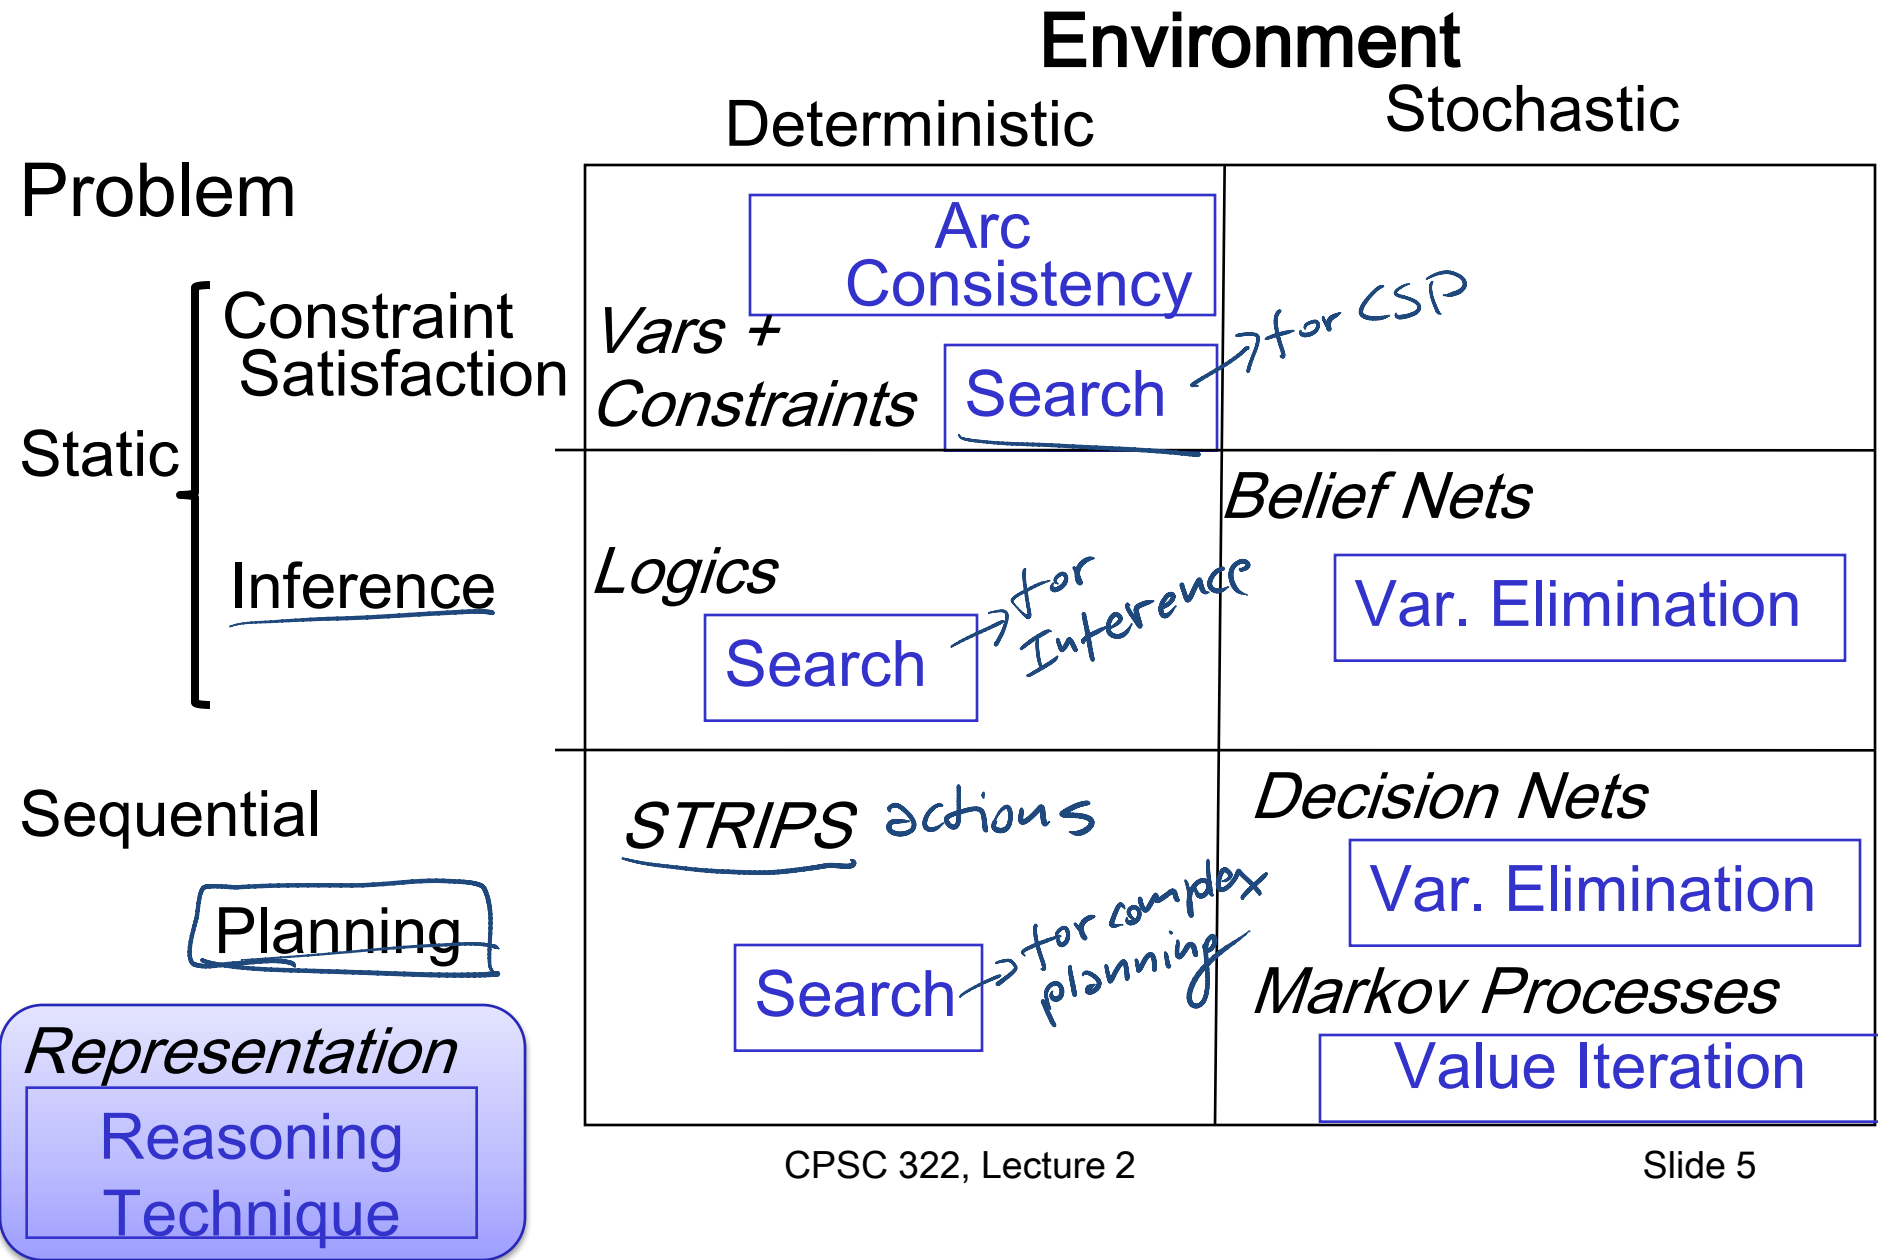 Environment
Deterministic
Stochastic
Problem
Arc
Consistency
Constraint
Satisfaction
Vars +
Constraints
Search
for CSP
Static
Inference
Logics
Search
for
Inference
Belief Nets
Var. Elimination
Sequential
Planning
STRIPS actions
Search
for complex
planning
Decision Nets
Var. Elimination
Markov Processes
Value Iteration
Representation
Reasoning
Technique
CPSC 322, Lecture 2
Slide 5